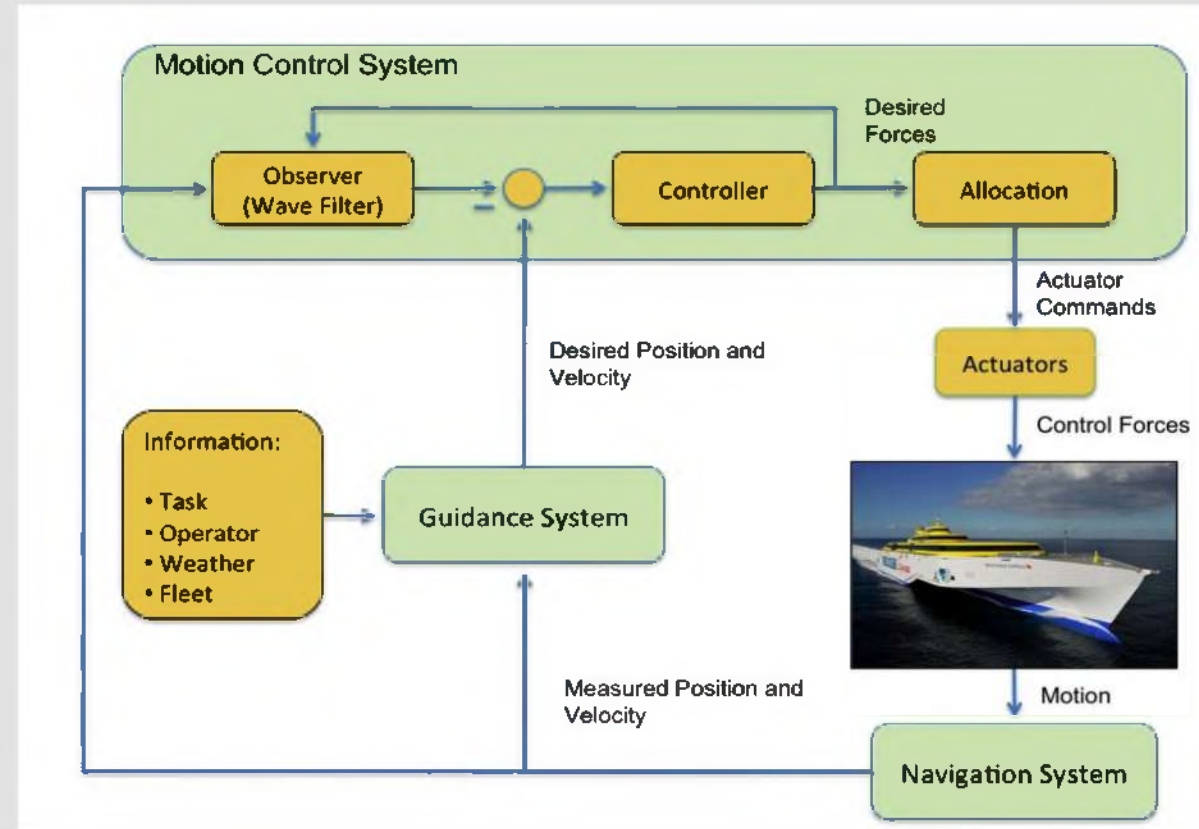 Motion Control System
Desired
Forces
Observer
(Wave Filter)
Controller
Allocation
Actuator
Commands
Desired Position and
Velocity
Actuators
Control Forces
Information:
• Task
• Operator
• Weather
• Fleet
Guidance System
Measured Position and
Velocity
Motion
Navigation System